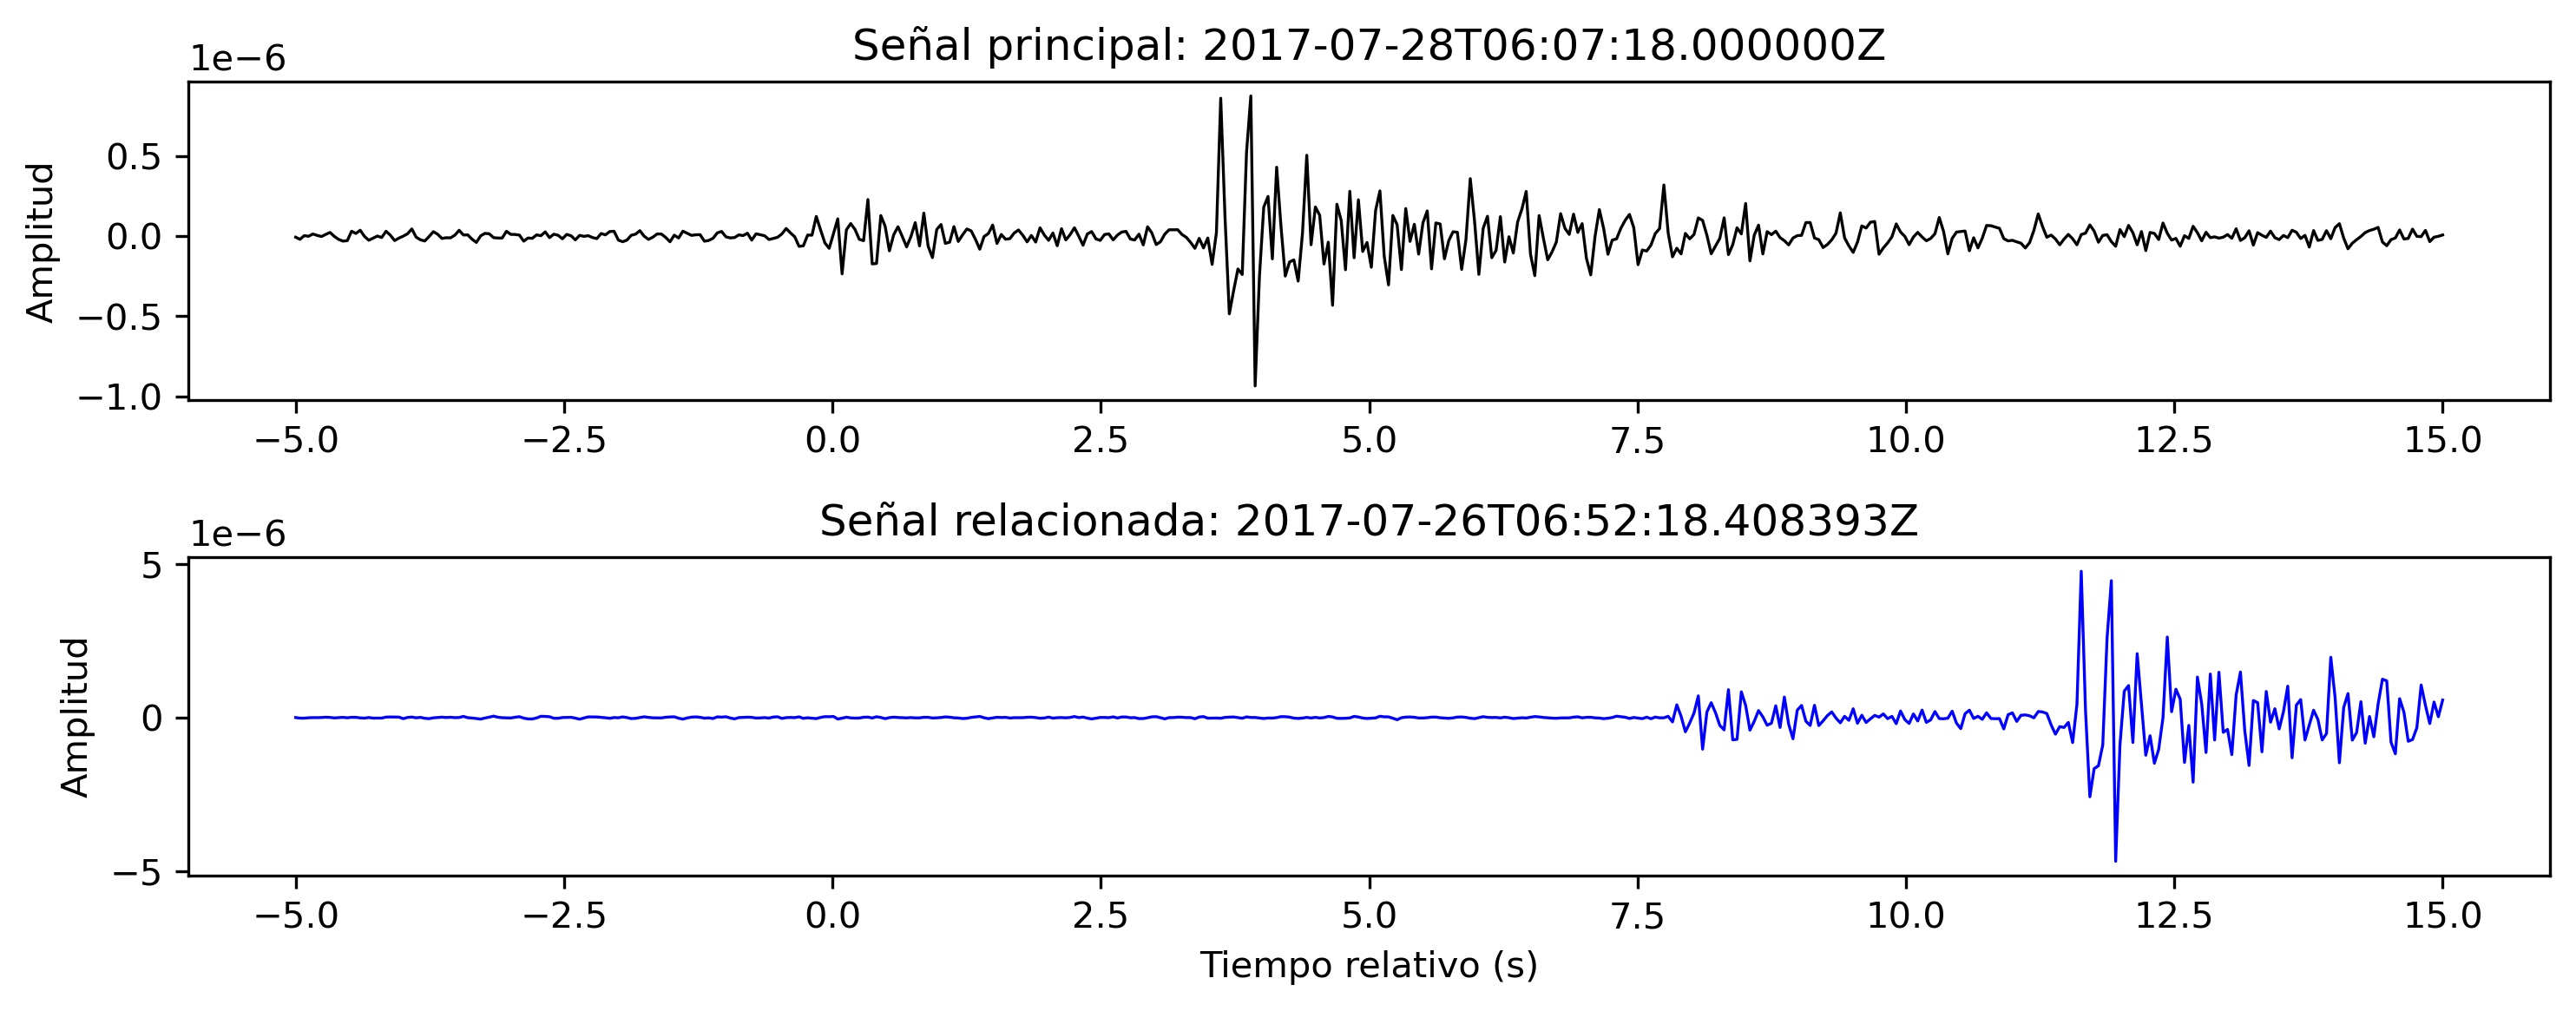 Señal principal: 2017-07-28T06:07:18.000000Z
1e−6
Amplitud
0.5
0.0
−0.5
−1.0
−5.0 −2.5 0.0 2.5 5.0 7.5 10.0 12.5 15.0
Señal relacionada: 2017-07-26T06:52:18.408393Z
1e−6
Amplitud
5
0
−5
−5.0 −2.5 0.0 2.5 5.0 7.5 10.0 12.5 15.0
Tiempo relativo (s)